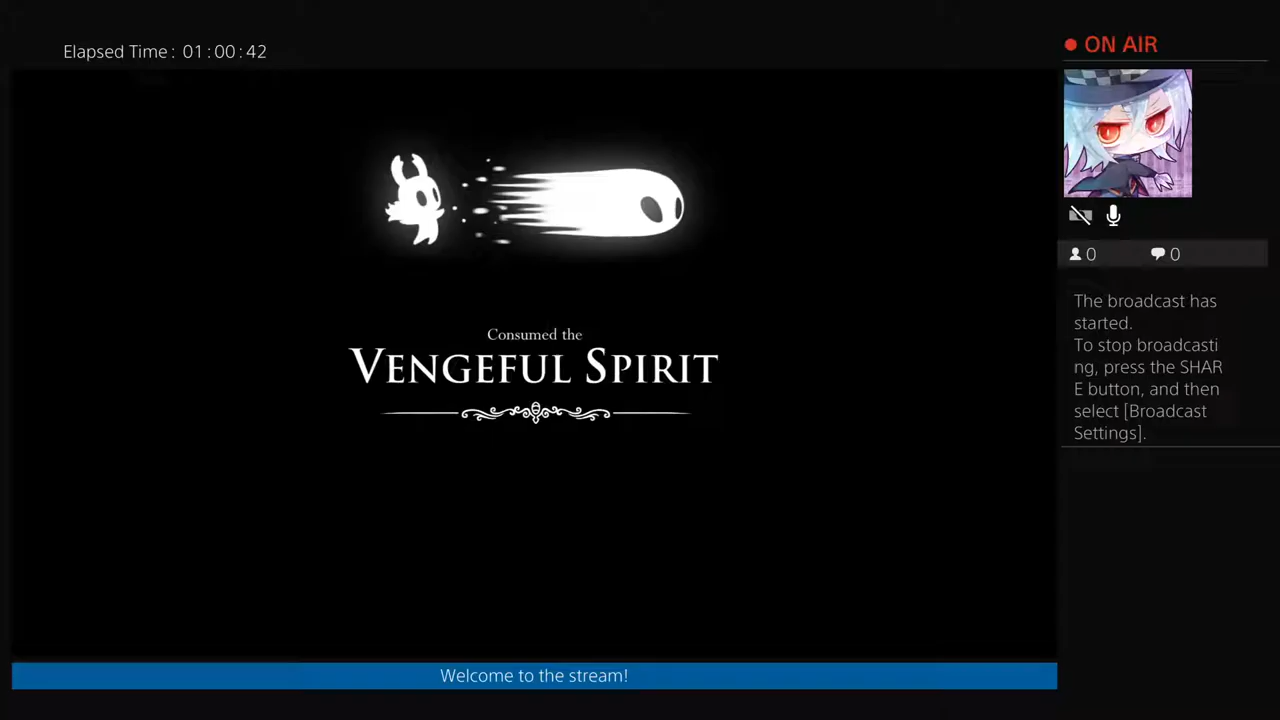 Elapsed Time: 01:00:42
ON AIR
Consumed the
VENGEFUL SPIRIT
0
0
The broadcast has
started.
To stop broadcasti
ng, press the SHAR
E button, and then
select [Broadcast
Settings].
Welcome to the stream!